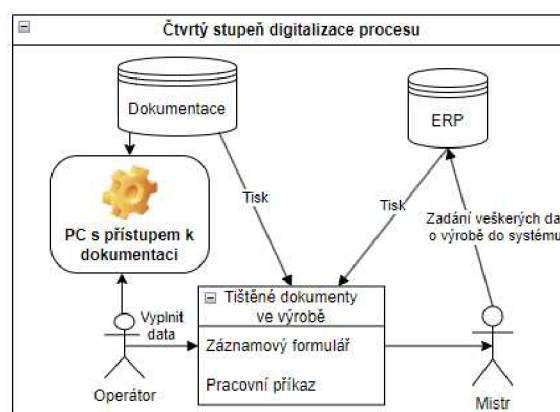 Čtvrtý stupeň digitalizace procesu
Dokumentace
ERP
PC s přístupem k
dokumentaci
Tisk
Tisk
Zadání veškerých
o výrobě do systému
Vyplnit
data
Tištěné dokumenty
ve výrobě
Záznamový formulář
Pracovní příkaz
Operátor
Mistr